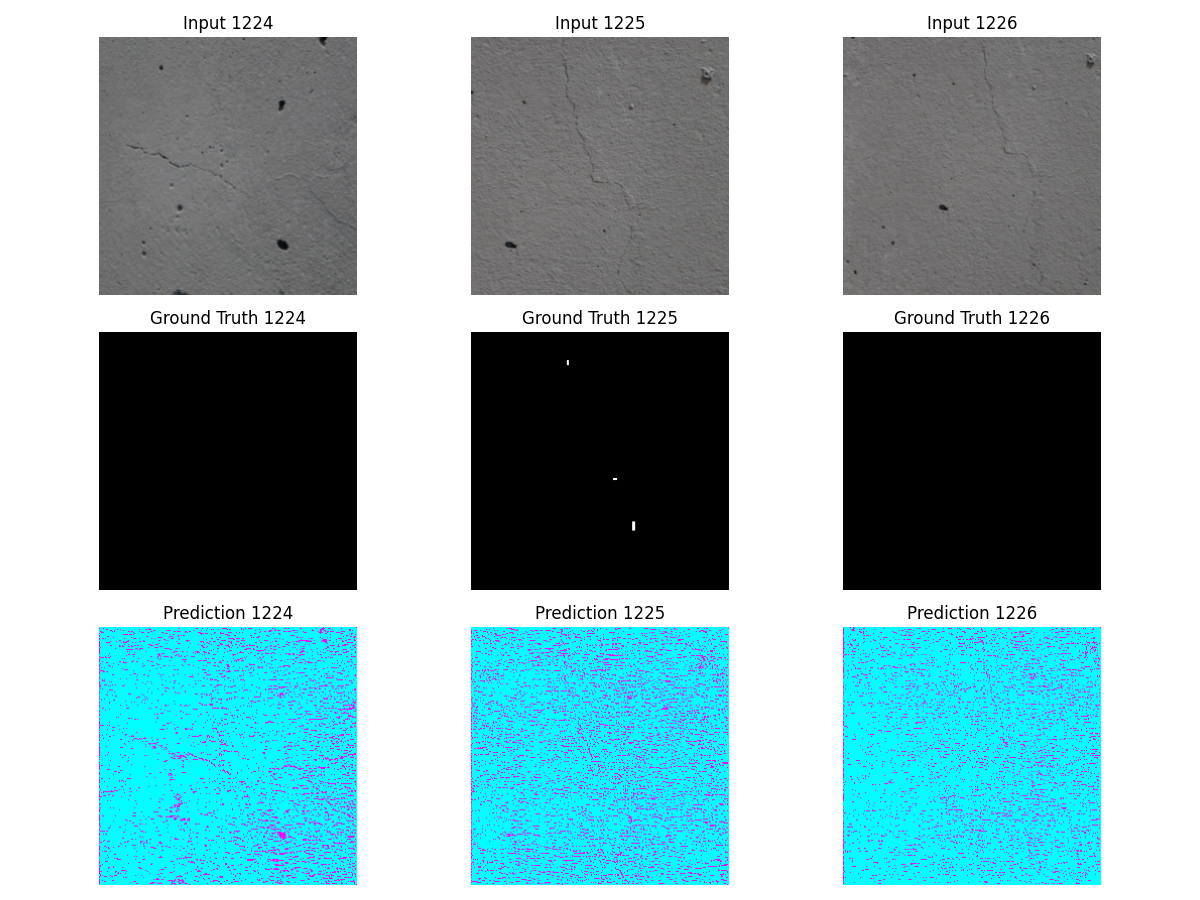 Input 1224
Input 1225
Input 1226
Ground Truth 1224
Ground Truth 1225
Ground Truth 1226
Prediction 1224
Prediction 1225
Prediction 1226